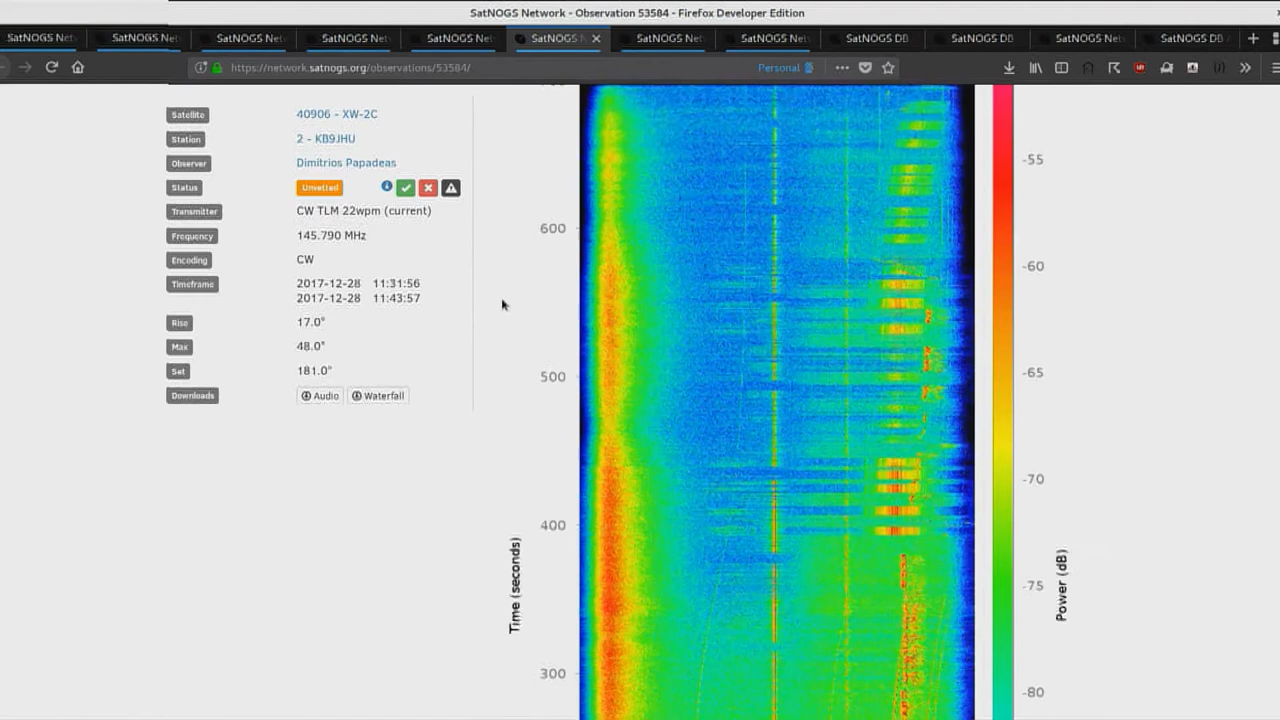 SatNOGS Network - Observation 53584 - Firefox Developer Edition
SatNOGS Net SatNOGS Net SatNOGS Net SatNOGS Net SatNOGS Net SatNOGS N SatNOGS Net SatNOGS Net SatNOGS DB SatNOGS DB SatNOGS Net SatNOGS DB
https://network.satnogs.org/observations/53584/ Personal
Satellite 40906 - XW-2C
Station 2 - KB9JHU
Observer Dimitrios Papadeas
Status Unvetted
Transmitter CW TLM 22wpm (current)
Frequency 145.790 MHz
Encoding CW
Timeframe 2017-12-28 11:31:56
2017-12-28 11:43:57
Rise 17.0°
Max 48.0°
Set 181.0°
Downloads Audio Waterfall
Time (seconds)
600
500
400
300
-55
-60
-65
-70
-75
-80
Power (dB)